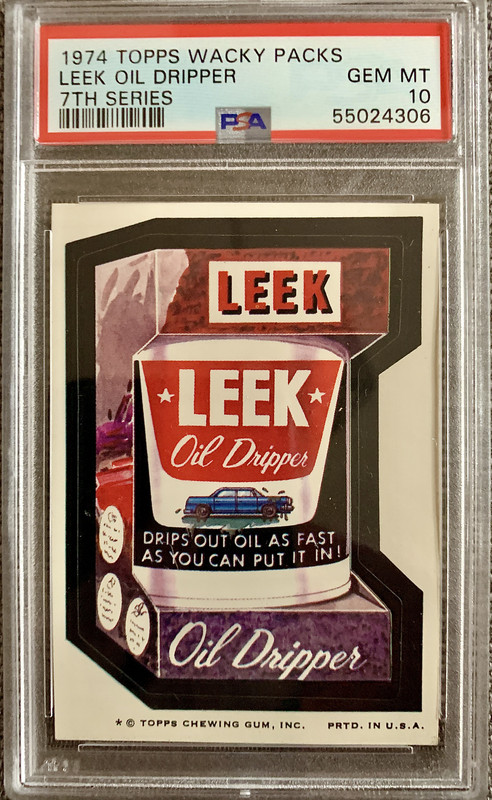 1974 TOPPS WACKY PACKS
LEEK OIL DRIPPER GEM MT
7TH SERIES 10
PSA 55024306
LEEK
LEEK
Oil Dripper
DRIPS OUT OIL AS FAST
AS YOU CAN PUT IT IN!
Oil Dripper
* © TOPPS CHEWING GUM, INC. PRTD. IN U.S.A.